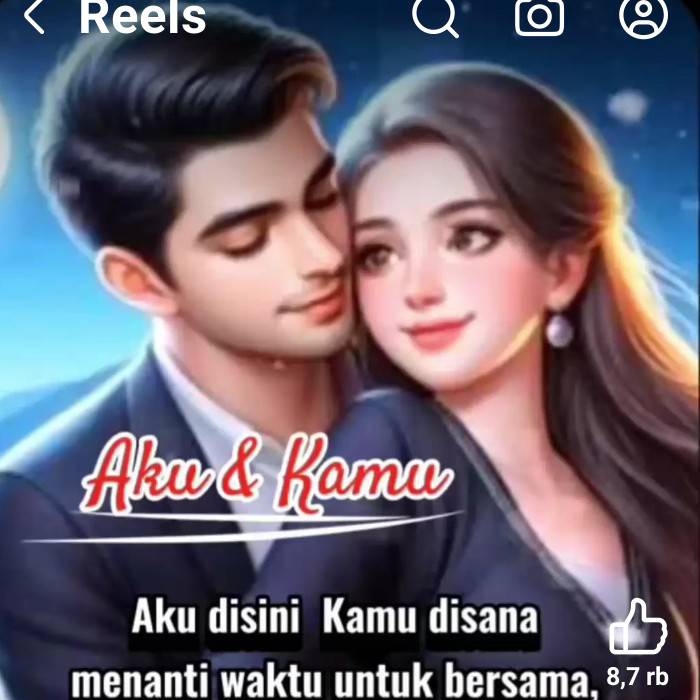 Reels
Aku & Kamu
Aku disini Kamu disana
menanti waktu untuk bersama.
8,7 rb